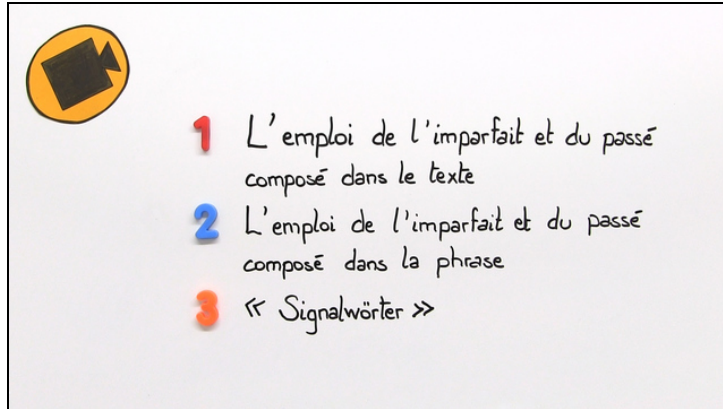 1 L'emploi de l'imparfait et du passé
composé dans le texte
2 L'emploi de l'imparfait et du passé
composé dans la phrase
3 « Signalwörter »